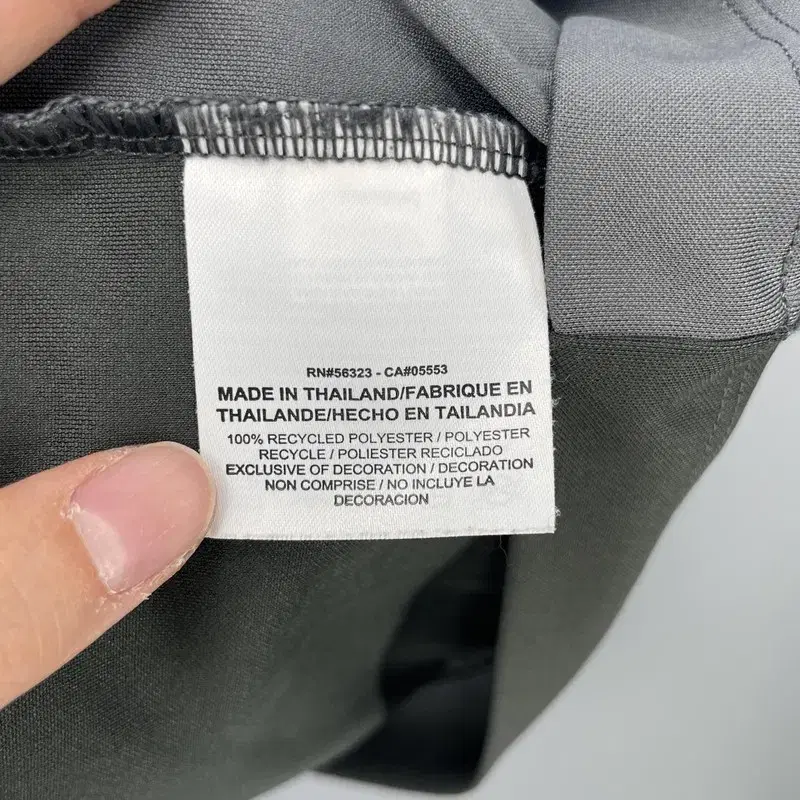 RN#56323 - CA#05553
MADE IN THAILAND/FABRIQUE EN
THAILANDE/HECHO EN TAILANDIA
100% RECYCLED POLYESTER / POLYESTER
RECYCLE / POLIESTER RECICLADO
EXCLUSIVE OF DECORATION / DECORATION
NON COMPRISE / NO INCLUYE LA
DECORACION